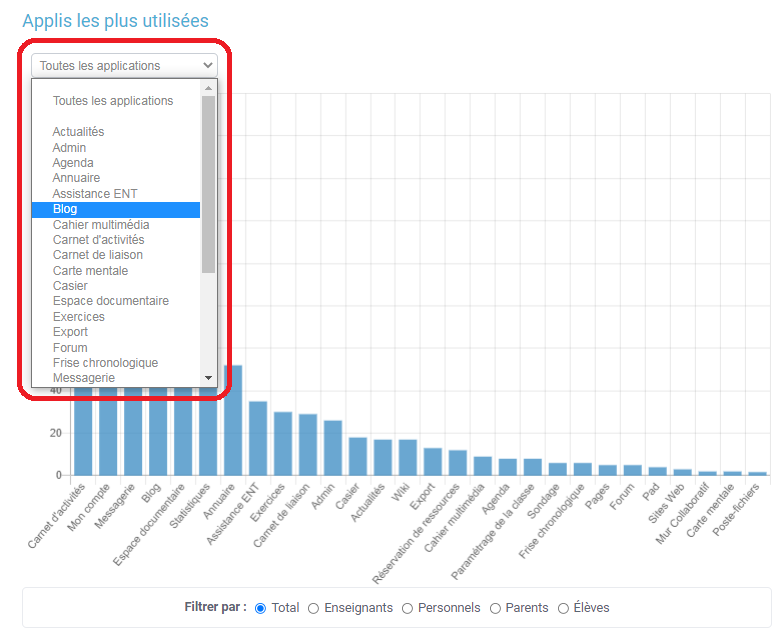 Applis les plus utilisées
Toutes les applications
Toutes les applications
Actualités
Admin
Agenda
Annuaire
Assistance ENT
Blog
Cahier multimédia
Carnet d'activités
Carnet de liaison
Carte mentale
Casier
Espace documentaire
Exercices
Export
Forum
Frise chronologique
Messagerie
40
20
0
Carnet d'activités
Mon compte
Messagerie
Blog
Espace documentaire
Statistiques
Annuaire
Assistance ENT
Exercices
Carnet de liaison
Admin
Casier
Actualités
Wiki
Export
Réservation de ressources
Cahier multimédia
Agenda
Paramétrage de la classe
Sondage
Frise chronologique
Pages
Forum
Pad
Sites Web
Mur Collaboratif
Carte mentale
Poste-fichiers
Filtrer par : Total Enseignants Personnels Parents Élèves